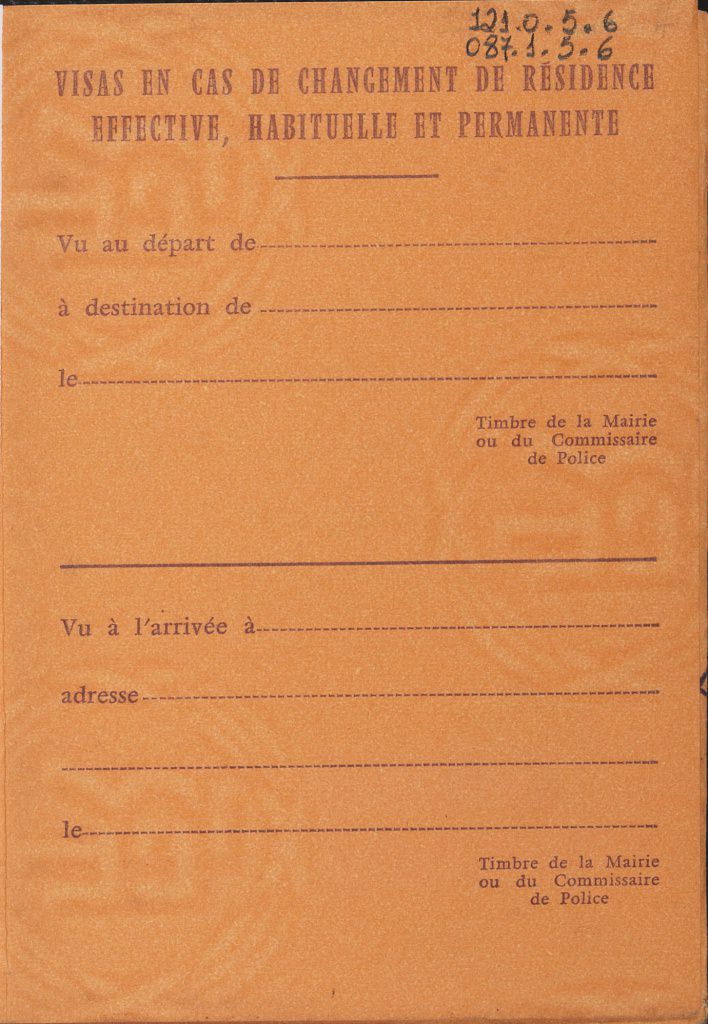 121.0.5.6
087.1.5.6
VISAS EN CAS DE CHANGEMENT DE RÉSIDENCE
EFFECTIVE, HABITUELLE ET PERMANENTE
Vu au départ de
à destination de
le
Timbre de la Mairie
ou du Commissaire
de Police
Vu à l'arrivée à
adresse
le
Timbre de la Mairie
ou du Commissaire
de Police